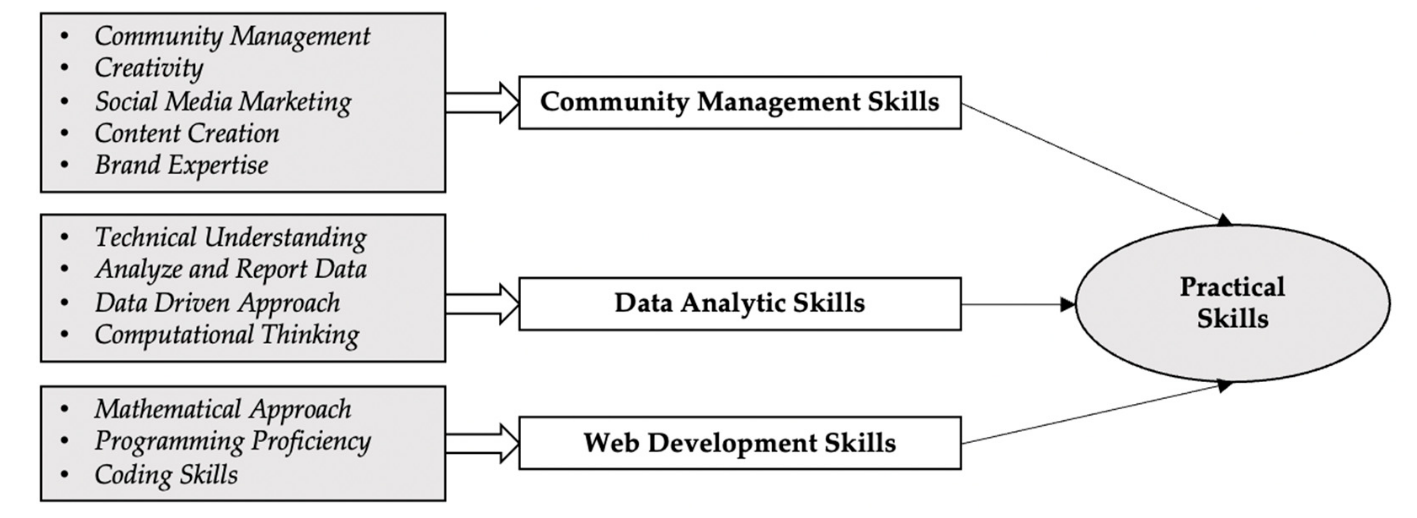 • Community Management
• Creativity
• Social Media Marketing
• Content Creation
• Brand Expertise
Community Management Skills
• Technical Understanding
• Analyze and Report Data
• Data Driven Approach
• Computational Thinking
Data Analytic Skills
• Mathematical Approach
• Programming Proficiency
• Coding Skills
Web Development Skills
Practical
Skills